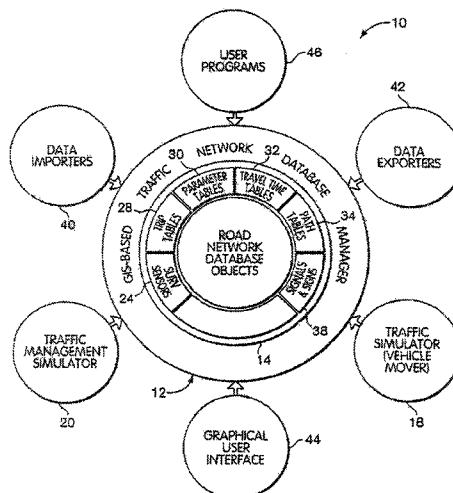 10
USER
PROGRAMS
46
42
DATA
IMPORTERS
40
DATA
EXPORTERS
GIS-BASED TRAFFIC NETWORK DATABASE MANAGER
30
32
28
34
24
38
SURV
SENSORS
TRIP
TABLES
PARAMETER
TABLES
TRAVEL TIME
TABLES
PATH
TABLES
SIGNALS
& SIGNS
ROAD
NETWORK
DATABASE
OBJECTS
14
12
TRAFFIC
MANAGEMENT
SIMULATOR
20
TRAFFIC
SIMULATOR
(VEHICLE
MOVER)
18
GRAPHICAL
USER
INTERFACE
44